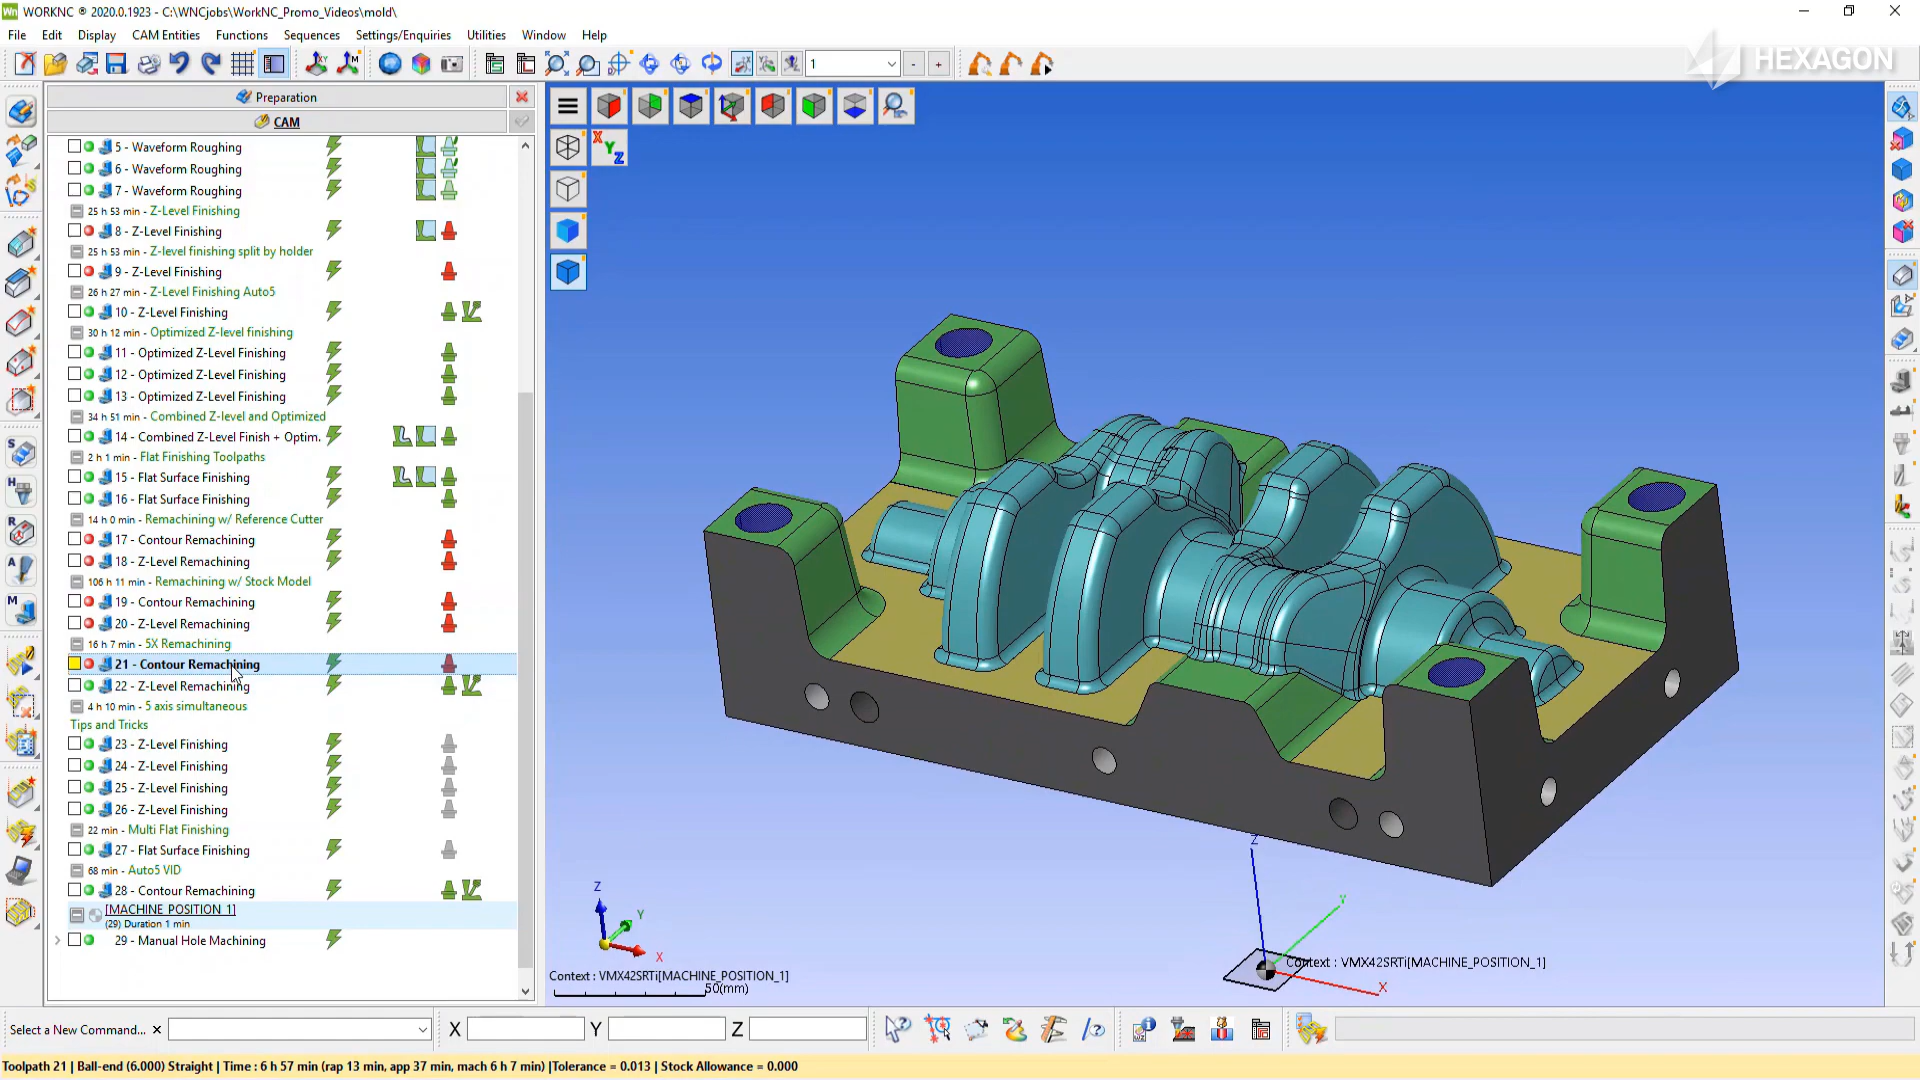 WORKNC ® 2020.0.1923 - C:\WNCjobs\WorkNC_Promo_Videos\mold\
File Edit Display CAM Entities Functions Sequences Settings/Enquiries Utilities Window Help
HEXAGON
1
- +
Preparation
CAM
5 - Waveform Roughing
6 - Waveform Roughing
7 - Waveform Roughing
25 h 53 min - Z-Level Finishing
8 - Z-Level Finishing
25 h 53 min - Z-level finishing split by holder
9 - Z-Level Finishing
26 h 27 min - Z-Level Finishing Auto5
10 - Z-Level Finishing
30 h 12 min - Optimized Z-level finishing
11 - Optimized Z-Level Finishing
12 - Optimized Z-Level Finishing
13 - Optimized Z-Level Finishing
34 h 51 min - Combined Z-level and Optimized
14 - Combined Z-Level Finish + Optim.
2 h 1 min - Flat Finishing Toolpaths
15 - Flat Surface Finishing
16 - Flat Surface Finishing
14 h 0 min - Remachining w/ Reference Cutter
17 - Contour Remachining
18 - Z-Level Remachining
106 h 11 min - Remachining w/ Stock Model
19 - Contour Remachining
20 - Z-Level Remachining
16 h 7 min - 5X Remachining
21 - Contour Remachining
22 - Z-Level Remachining
4 h 10 min - 5 axis simultaneous
Tips and Tricks
23 - Z-Level Finishing
24 - Z-Level Finishing
25 - Z-Level Finishing
26 - Z-Level Finishing
22 min - Multi Flat Finishing
27 - Flat Surface Finishing
68 min - Auto5 VID
28 - Contour Remachining
[MACHINE_POSITION_1]
(29) Duration 1 min
29 - Manual Hole Machining
S
H
R
A
M
X Y Z
Z
Y
X
Context : VMX42SRTi[MACHINE_POSITION_1]
50(mm)
Z
Y
X
Context : VMX42SRTi[MACHINE_POSITION_1]
Select a New Command... X Y Z
Toolpath 21 | Ball-end (6.000) Straight | Time : 6 h 57 min (rap 13 min, app 37 min, mach 6 h 7 min) |Tolerance = 0.013 | Stock Allowance = 0.000